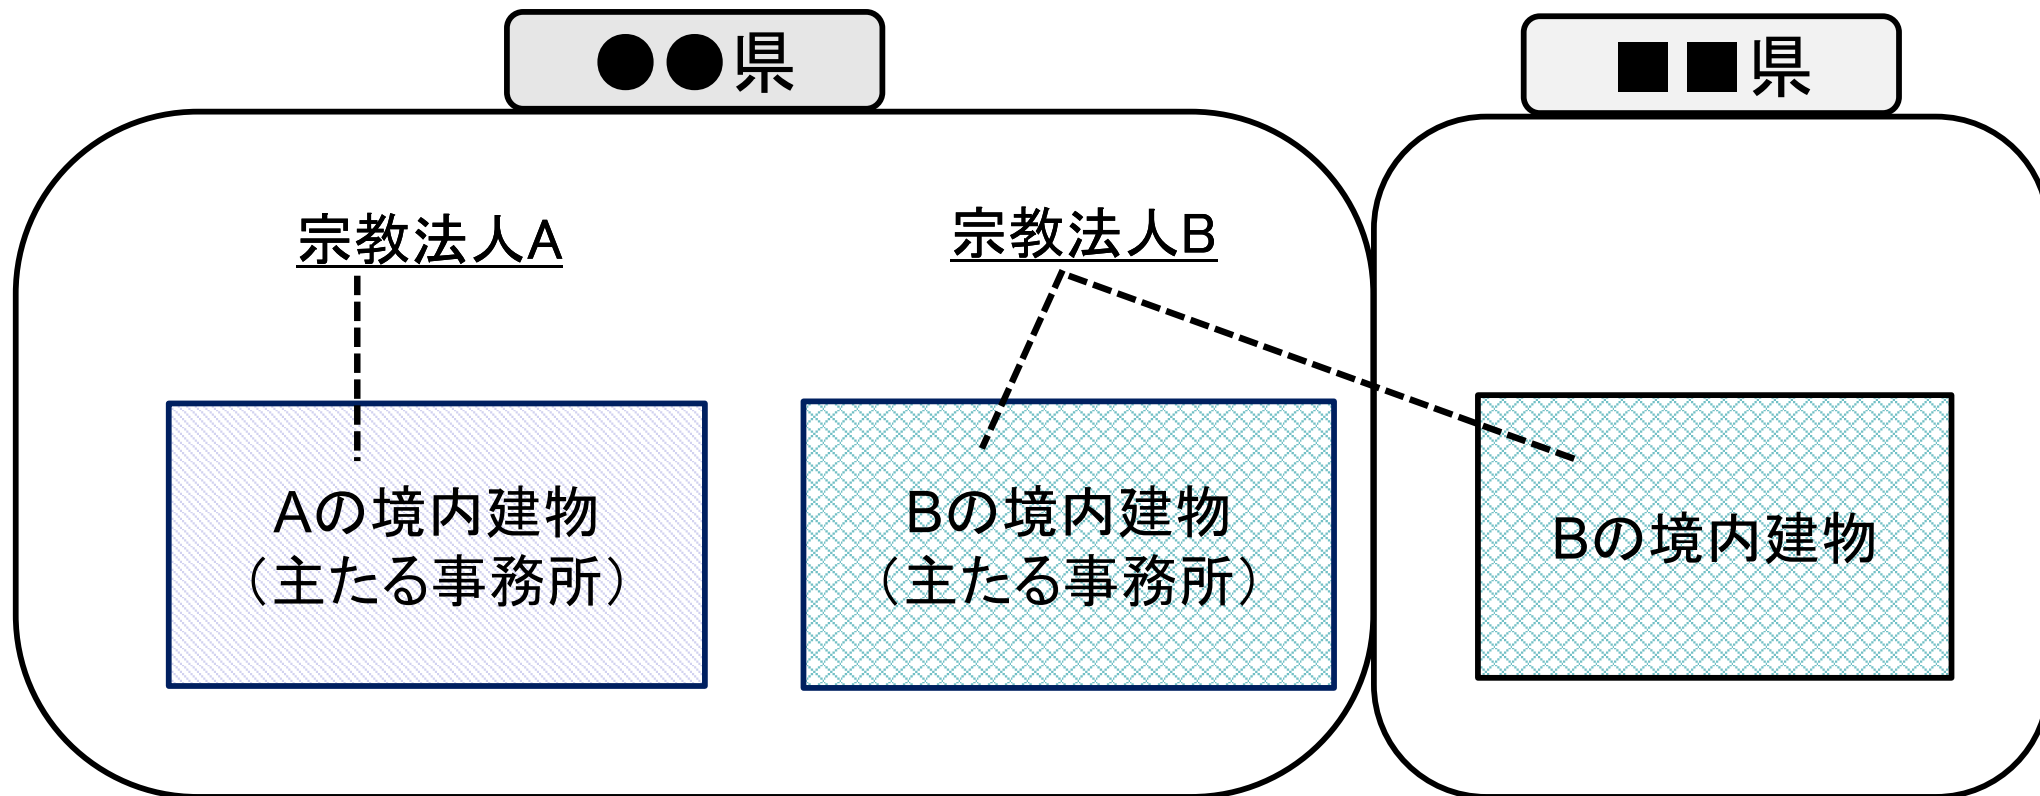 ●●県
■■県
宗教法人A
宗教法人B
Aの境内建物
（主たる事務所）
Bの境内建物
（主たる事務所）
Bの境内建物